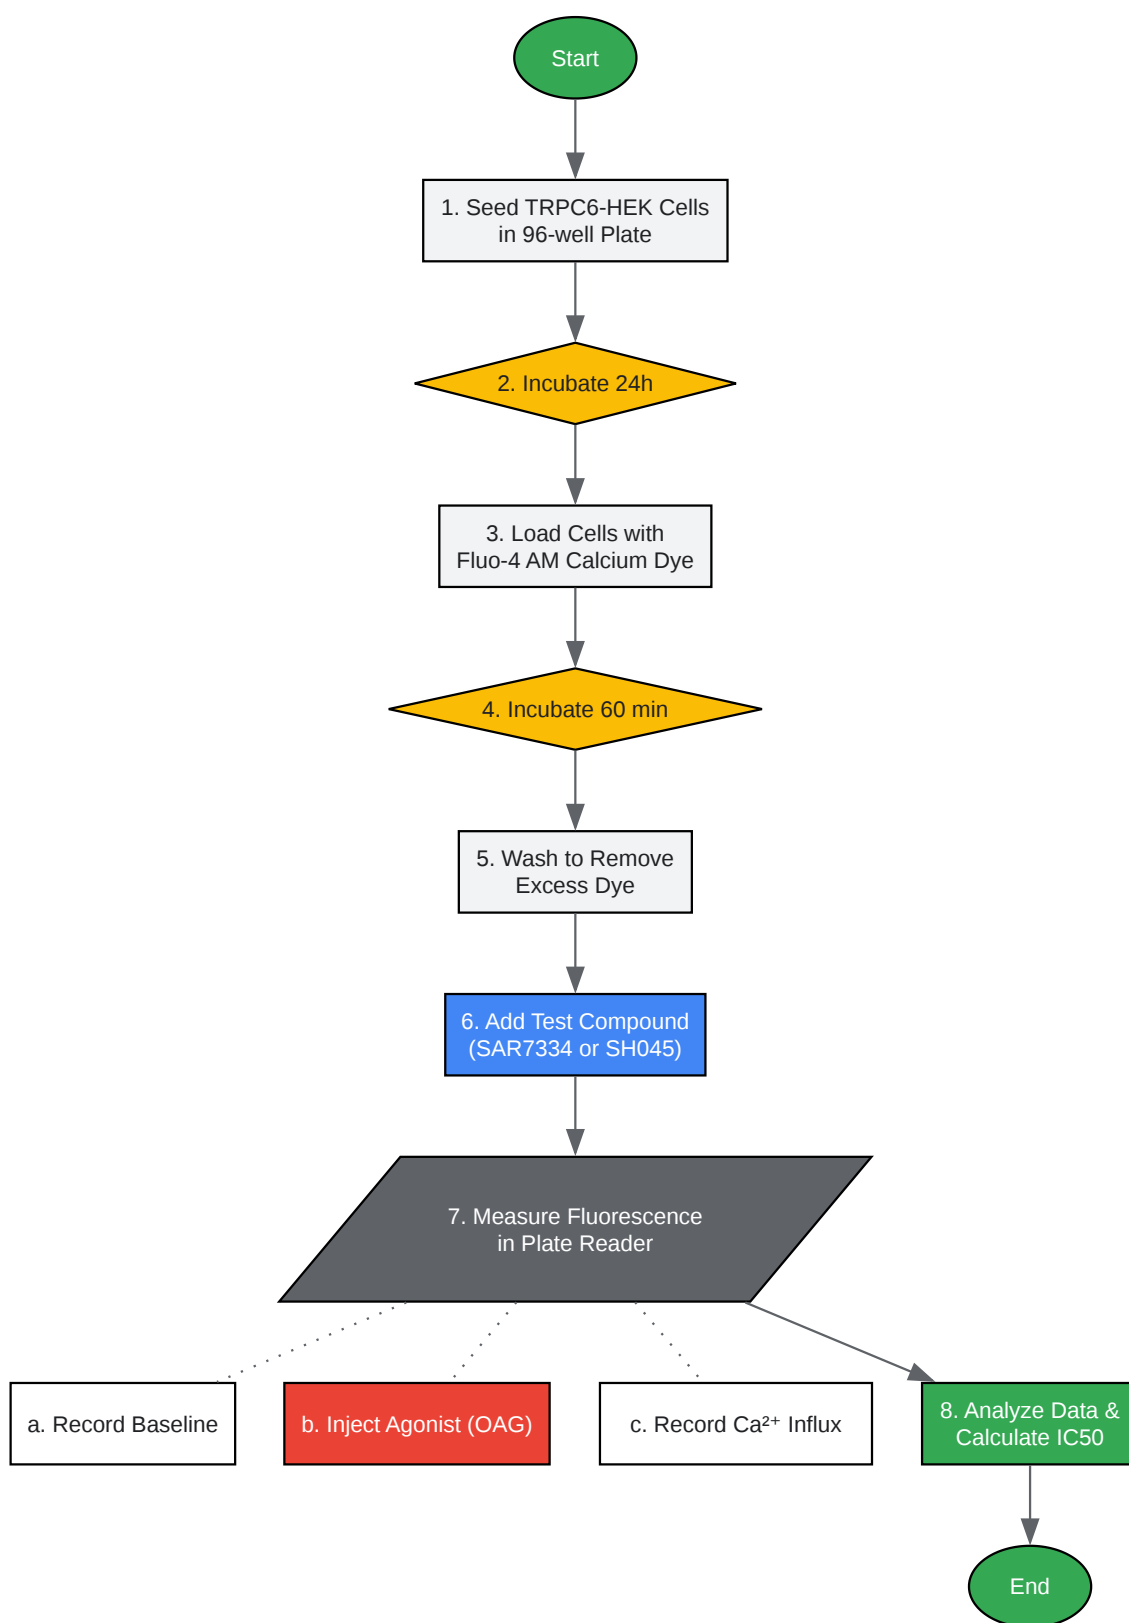 Start
1. Seed TRPC6-HEK Cells
in 96-well Plate
2. Incubate 24h
3. Load Cells with
Fluo-4 AM Calcium Dye
4. Incubate 60 min
5. Wash to Remove
Excess Dye
6. Add Test Compound
(SAR7334 or SH045)
7. Measure Fluorescence
in Plate Reader
a. Record Baseline
b. Inject Agonist (OAG)
c. Record Ca²⁺ Influx
8. Analyze Data &
Calculate IC50
End